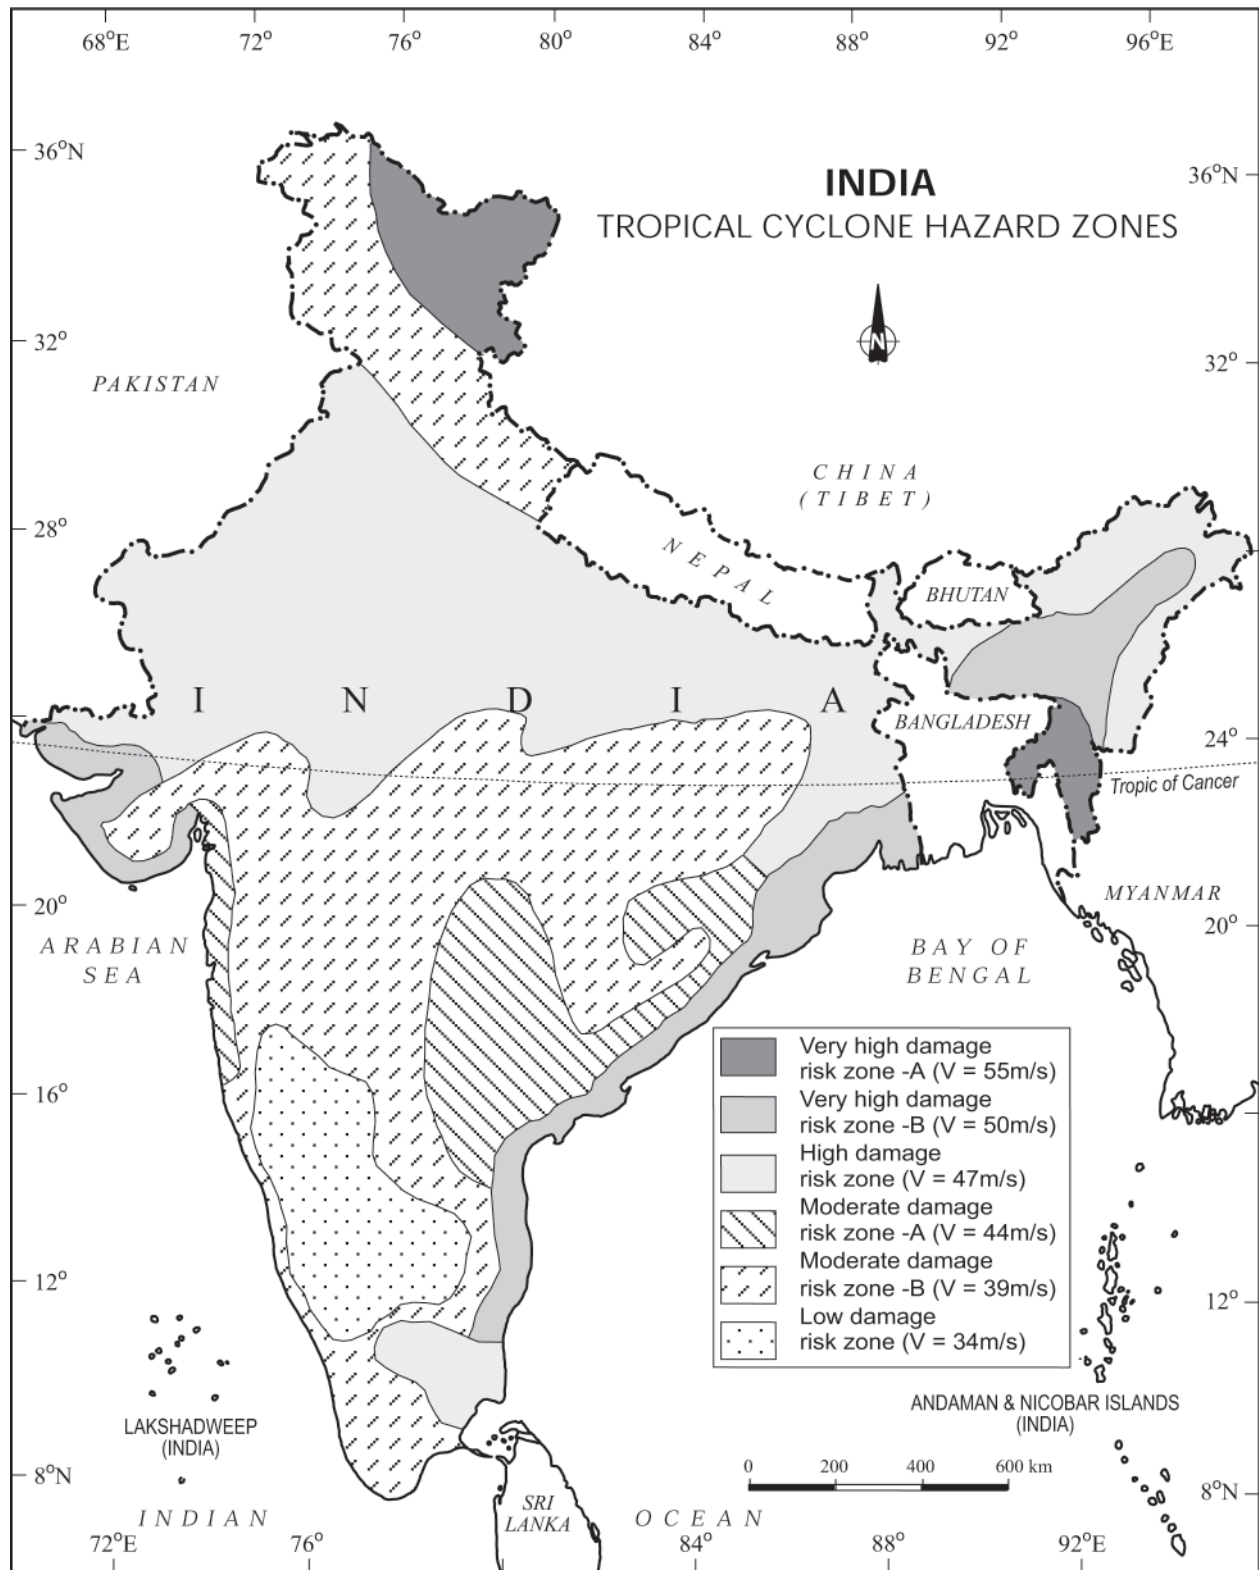 68°E 72° 76° 80° 84° 88° 92° 96°E
36°N
INDIA
36°N
TROPICAL CYCLONE HAZARD ZONES
N
32°
32°
PAKISTAN
CHINA
(TIBET)
28°
NEPAL
BHUTAN
INDIA
BANGLADESH
24°
Tropic of Cancer
MYANMAR
20°
20°
ARABIAN
SEA
BAY OF
BENGAL
Very high damage
risk zone -A (V = 55m/s)
Very high damage
risk zone -B (V = 50m/s)
High damage
risk zone (V = 47m/s)
Moderate damage
risk zone -A (V = 44m/s)
Moderate damage
risk zone -B (V = 39m/s)
Low damage
risk zone (V = 34m/s)
16°
12°
12°
LAKSHADWEEP
(INDIA)
ANDAMAN & NICOBAR ISLANDS
(INDIA)
0 200 400 600 km
8°N
8°N
SRI
LANKA
INDIAN OCEAN
72°E 76° 84° 88° 92°E